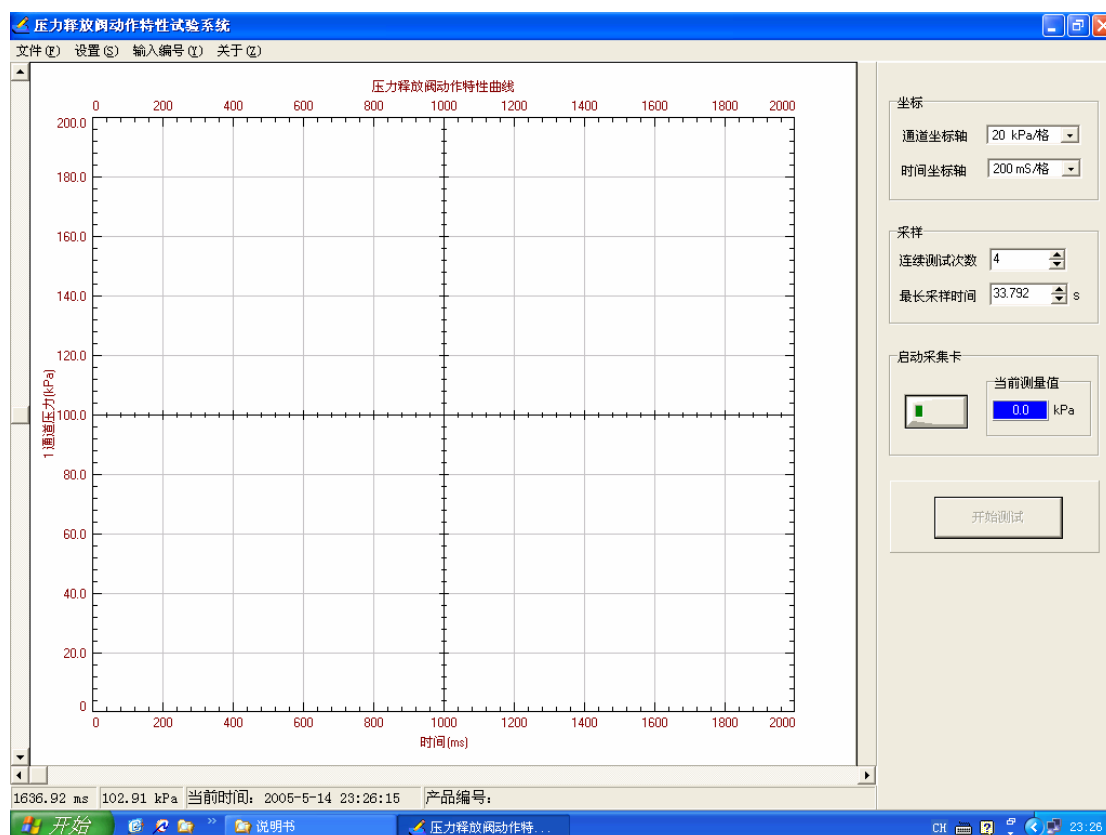 压力释放阀动作特性试验系统
文件(F) 设置(S) 输入编号(Y) 关于(Z)
压力释放阀动作特性曲线
0 200 400 600 800 1000 1200 1400 1600 1800 2000
200.0
180.0
160.0
140.0
120.0
100.0
80.0
60.0
40.0
20.0
0
1通道压力(kPa)
0 200 400 600 800 1000 1200 1400 1600 1800 2000
时间(ms)
坐标
通道坐标轴 20 kPa/格
时间坐标轴 200 mS/格
采样
连续测试次数 4
最长采样时间 33.792 s
启动采集卡
当前测量值
0.0 kPa
开始测试
1636.92 ms 102.91 kPa 当前时间: 2005-5-14 23:26:15 产品编号:
开始 说明书 压力释放阀动作特... CH 23:26